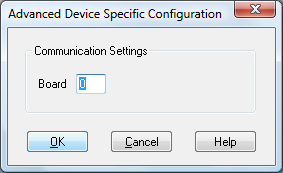 Advanced Device Specific Configuration
Communication Settings
Board 0
OK Cancel Help